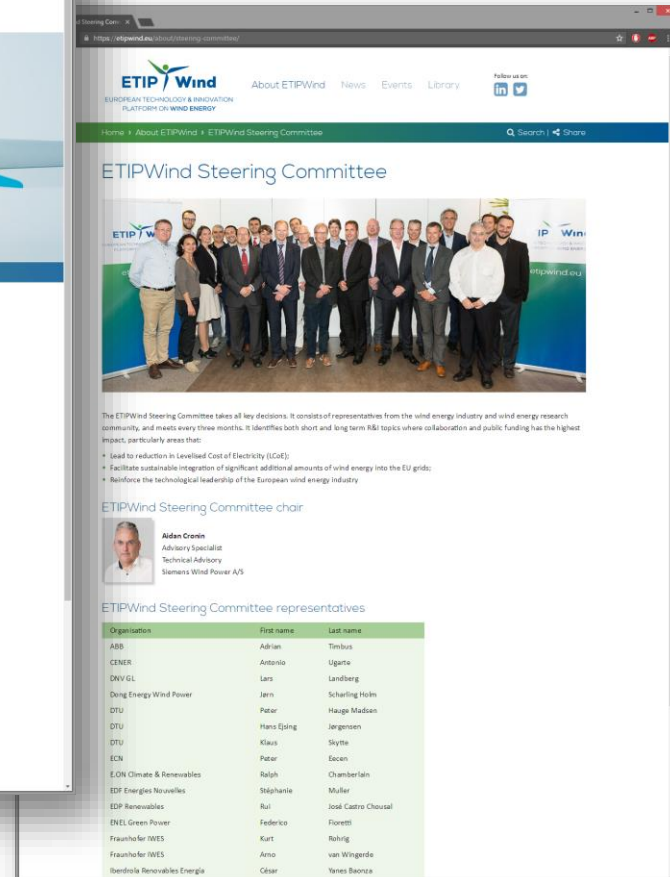 d Steering Com
https://etipwind.eu/about/steering-committee/
ETIP Wind
EUROPEAN TECHNOLOGY & INNOVATION
PLATFORM ON WIND ENERGY
About ETIPWind News Events Library
Follow us on:
Home About ETIPWind ETIPWind Steering Committee
Search | Share
ETIPWind Steering Committee
ETIP W
IP Win
etipwind.eu
The ETIPWind Steering Committee takes all key decisions. It consists of representatives from the wind energy industry and wind energy research
community, and meets every three months. It identifies both short and long term R&I topics where collaboration and public funding has the highest
impact, particularly areas that:
• Lead to reduction in Levelised Cost of Electricity (LCoE);
• Facilitate sustainable integration of significant additional amounts of wind energy into the EU grids;
• Reinforce the technological leadership of the European wind energy industry
ETIPWind Steering Committee chair
Aidan Cronin
Advisory Specialist
Technical Advisory
Siemens Wind Power A/S
ETIPWind Steering Committee representatives
Organisation First name Last name
ABB Adrian Timbus
CENER Antonio Ugarte
DNV GL Lars Landberg
Dong Energy Wind Power Jørn Scharling Holm
DTU Peter Hauge Madsen
DTU Hans Ejsing Jørgensen
DTU Klaus Skytte
ECN Peter Eecen
E.ON Climate & Renewables Ralph Chamberlain
EDF Energies Nouvelles Stéphanie Muller
EDP Renewables Rui José Castro Chousal
ENEL Green Power Federico Fioretti
Fraunhofer IWES Kurt Rohrig
Fraunhofer IWES Arno van Wingerde
Iberdrola Renovables Energía César Yanes Baonza